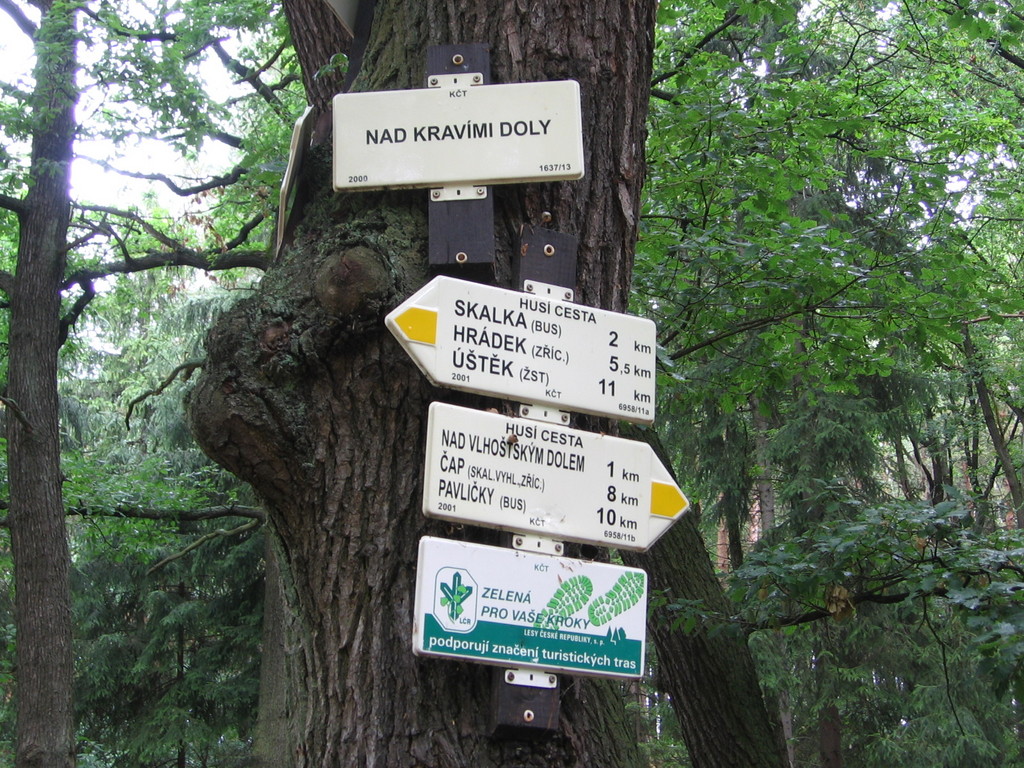 KČT
NAD KRAVÍMI DOLY
2000 1637/13
HUSÍ CESTA
SKALKA (BUS) 2 km
HRÁDEK (ZŘÍC.) 5,5 km
ÚŠTĚK (ŽST) 11 km
2001 KČT 6958/11a
HUSÍ CESTA
NAD VLHOŠŤSKÝM DOLEM 1 km
ČAP (SKAL.VYHL.,ZŘÍC.) 8 km
PAVLIČKY (BUS) 10 km
2001 KČT 6958/11b
KČT
ZELENÁ
PRO VAŠE KROKY
LČR
LESY ČESKÉ REPUBLIKY, s. p.
podporují značení turistických tras